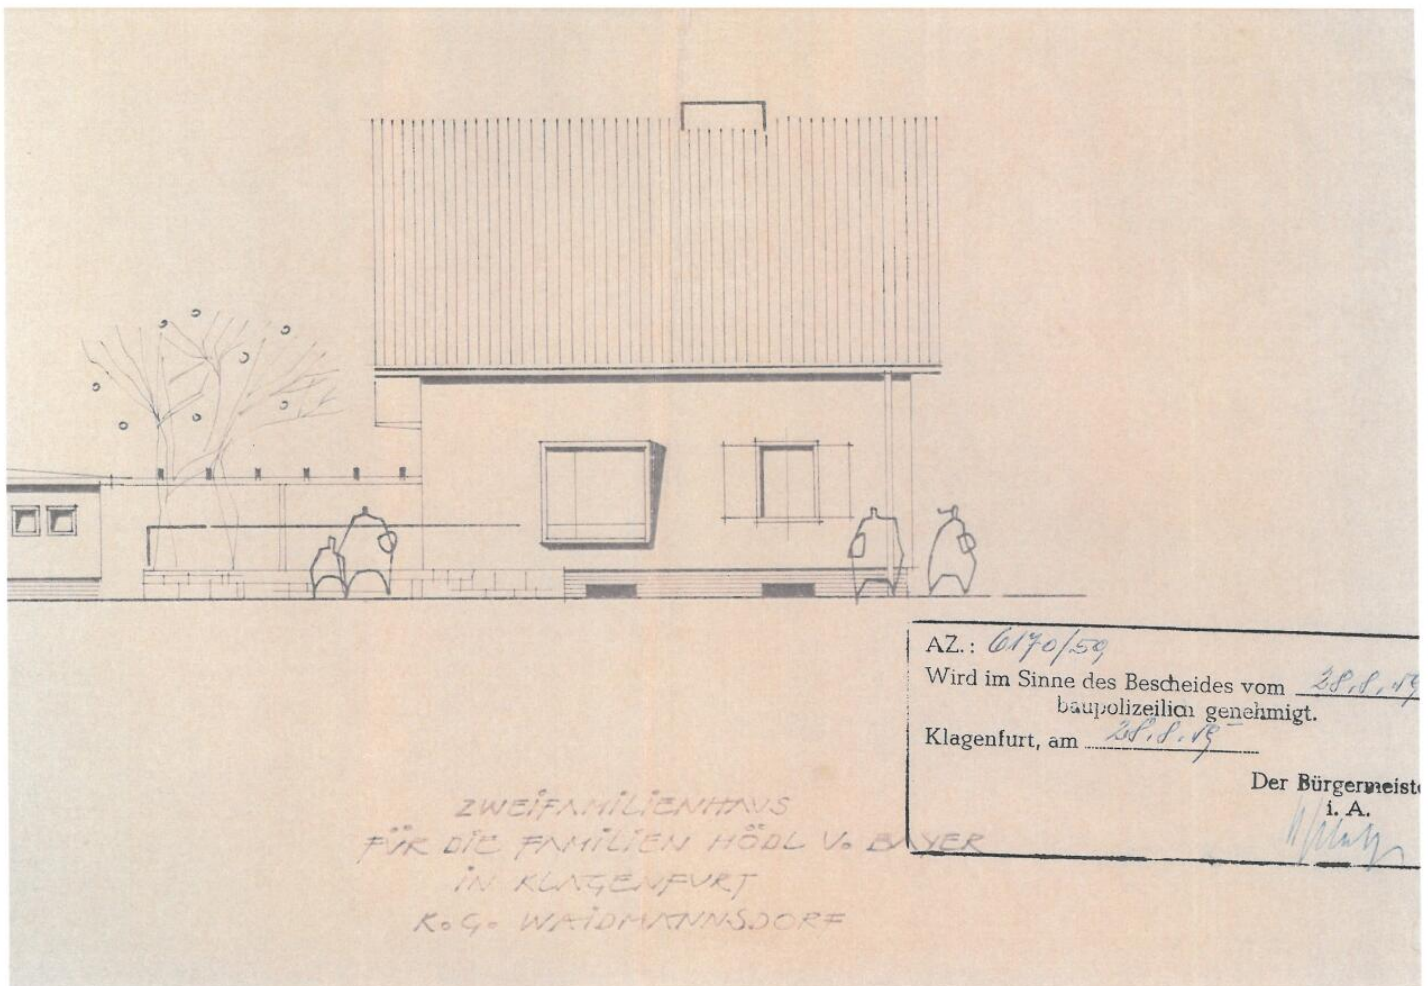 AZ.: 6170/59
Wird im Sinne des Bescheides vom 28.8.59
baupolizeilich genehmigt.
Klagenfurt, am 28.8.59
Der Bürgermeiste
i. A.
ZWEIFAMILIENHAUS
FÜR DIE FAMILIEN HÖDL U. BAYER
IN KLAGENFURT
K.G. WAIDMANNSDORF